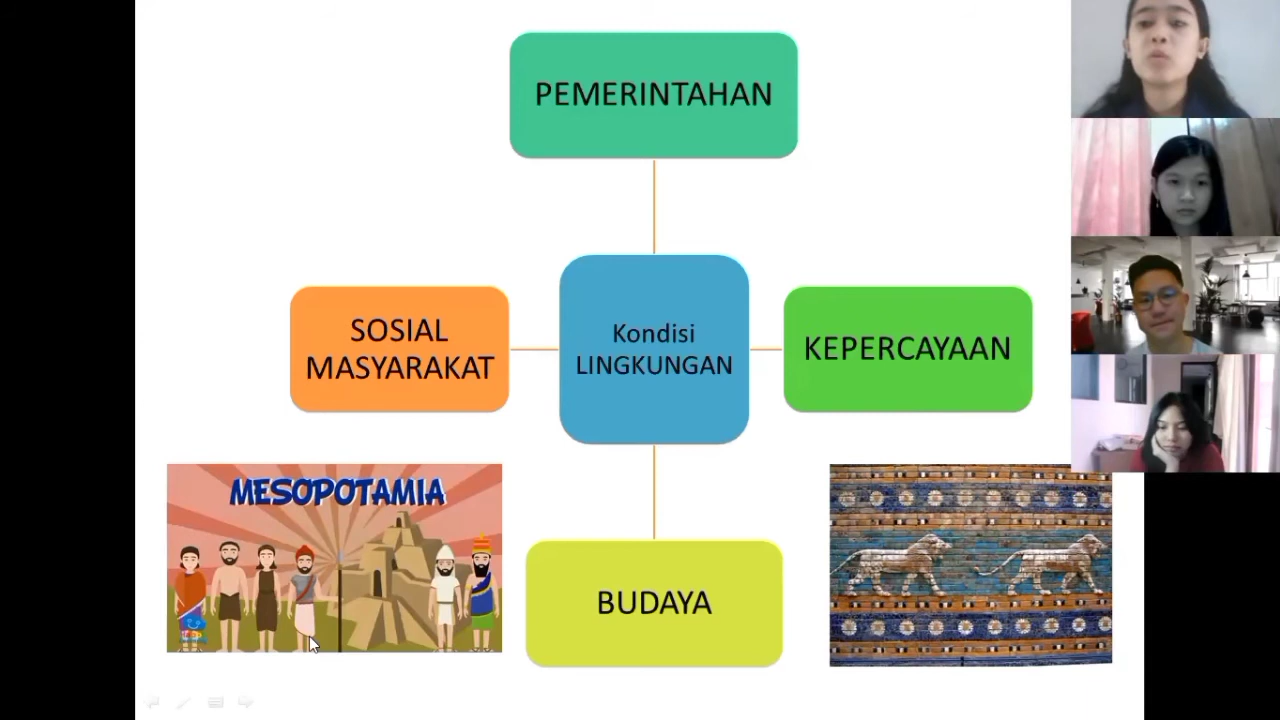 PEMERINTAHAN
SOSIAL
MASYARAKAT
Kondisi
LINGKUNGAN
KEPERCAYAAN
MESOPOTAMIA
BUDAYA